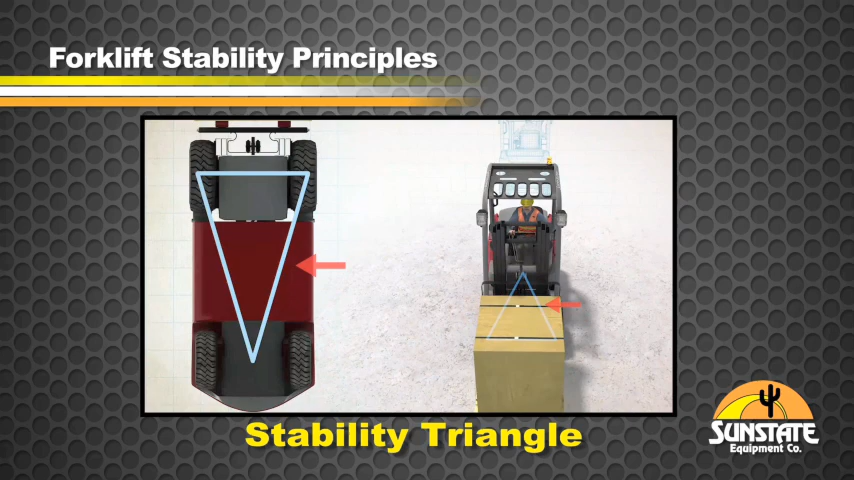 Forklift Stability Principles
Stability Triangle
SUNSTATE
Equipment Co.